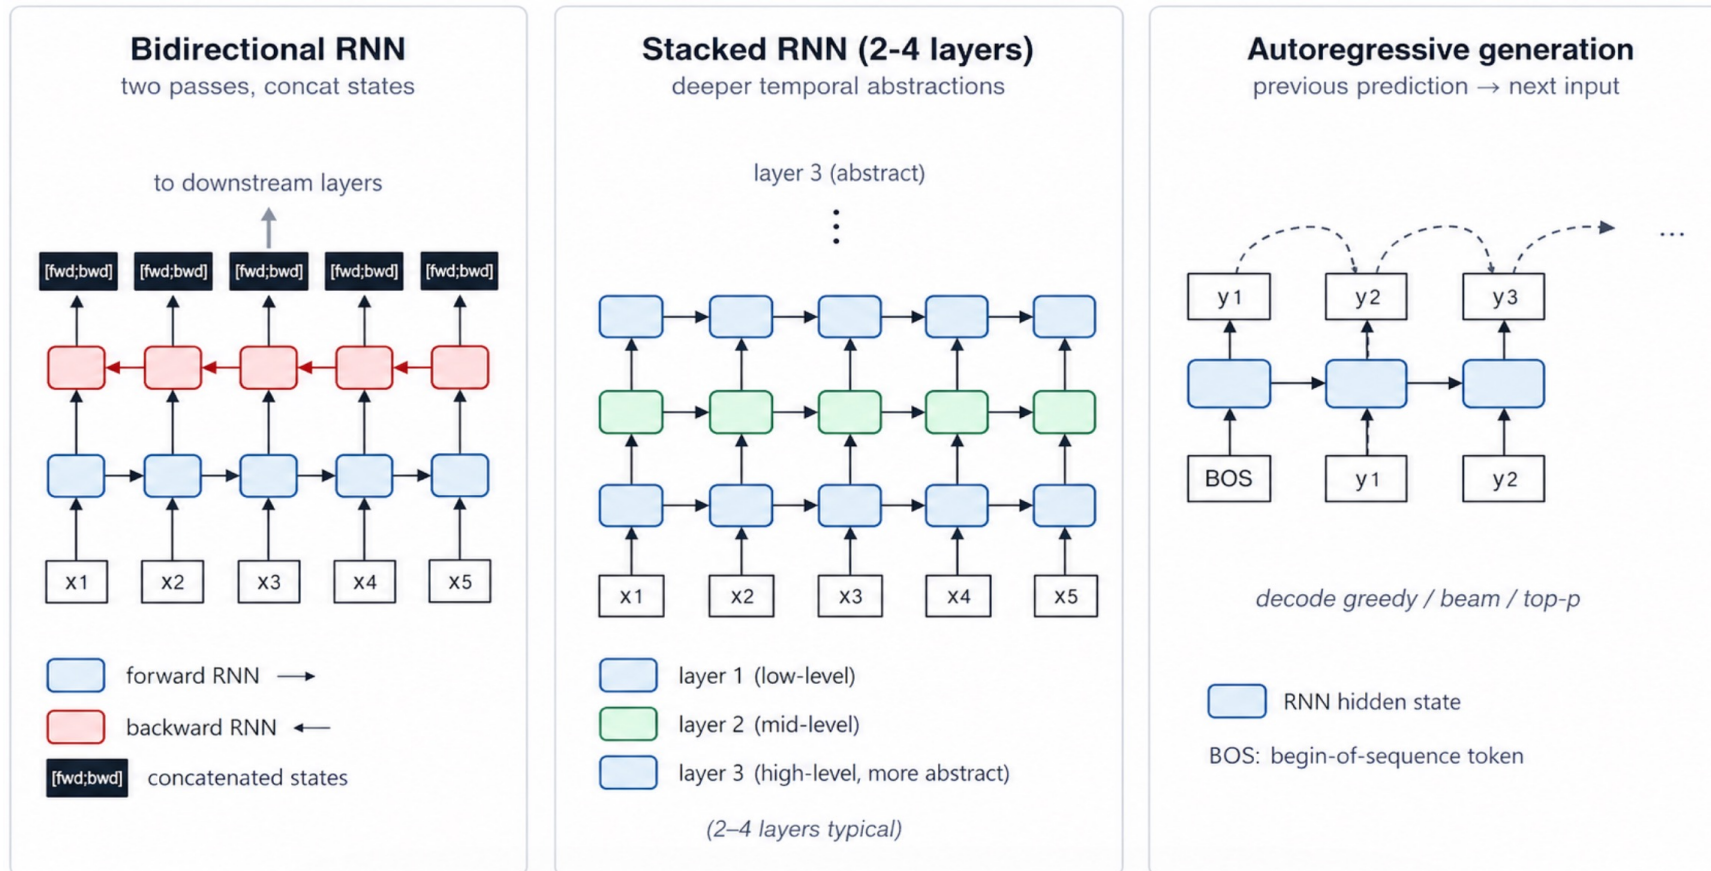 Bidirectional RNN
two passes, concat states
to downstream layers
[fwd;bwd] [fwd;bwd] [fwd;bwd] [fwd;bwd] [fwd;bwd]
x1 x2 x3 x4 x5
forward RNN →
backward RNN ←
[fwd;bwd] concatenated states
Stacked RNN (2-4 layers)
deeper temporal abstractions
layer 3 (abstract)
⋮
x1 x2 x3 x4 x5
layer 1 (low-level)
layer 2 (mid-level)
layer 3 (high-level, more abstract)
(2–4 layers typical)
Autoregressive generation
previous prediction → next input
...
y1 y2 y3
BOS y1 y2
decode greedy / beam / top-p
RNN hidden state
BOS: begin-of-sequence token